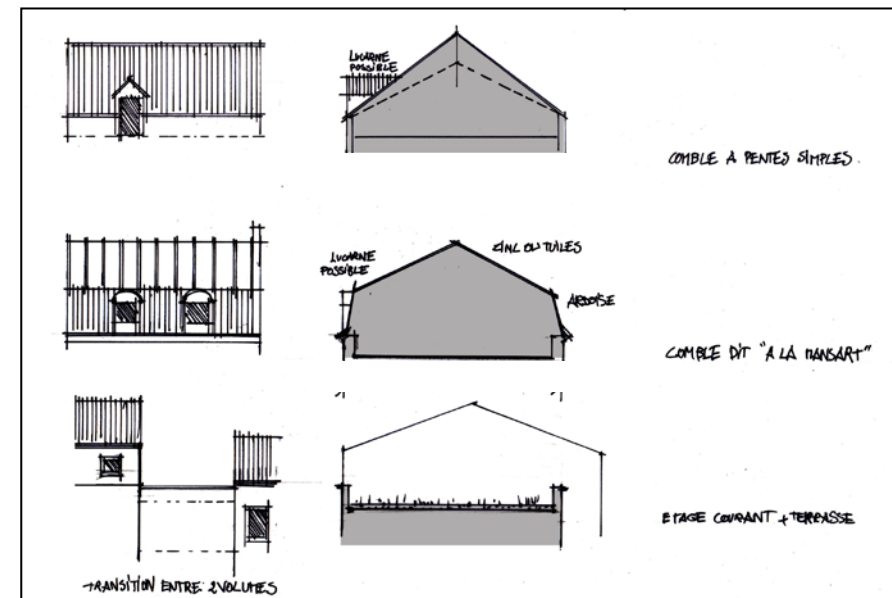 LUCARNE
POSSIBLE
COMBLE A PENTES SIMPLES.
LUCARNE
POSSIBLE
ZINC OU TUILES
ARDOISE
COMBLE DIT "A LA MANSART"
ETAGE COURANT + TERRASSE
TRANSITION ENTRE 2 VOLUMES